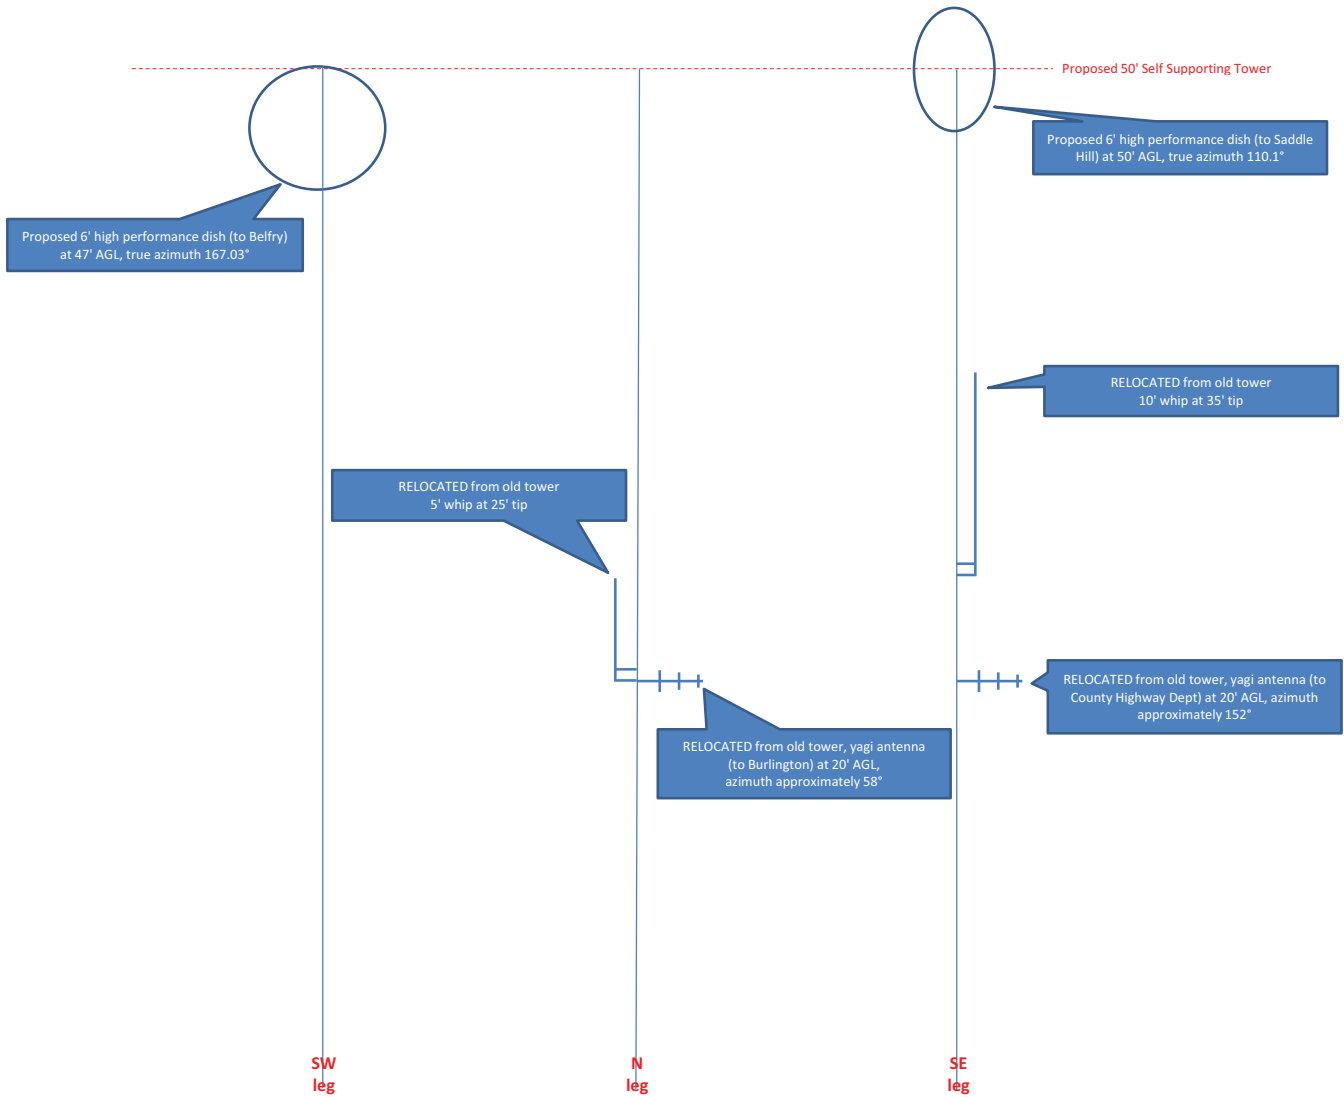 Proposed 50' Self Supporting Tower
Proposed 6' high performance dish (to Saddle
Hill) at 50' AGL, true azimuth 110.1°
Proposed 6' high performance dish (to Belfry)
at 47' AGL, true azimuth 167.03°
RELOCATED from old tower
10' whip at 35' tip
RELOCATED from old tower
5' whip at 25' tip
RELOCATED from old tower, yagi antenna (to
County Highway Dept) at 20' AGL, azimuth
approximately 152°
RELOCATED from old tower, yagi antenna
(to Burlington) at 20' AGL,
azimuth approximately 58°
SW
leg
N
leg
SE
leg